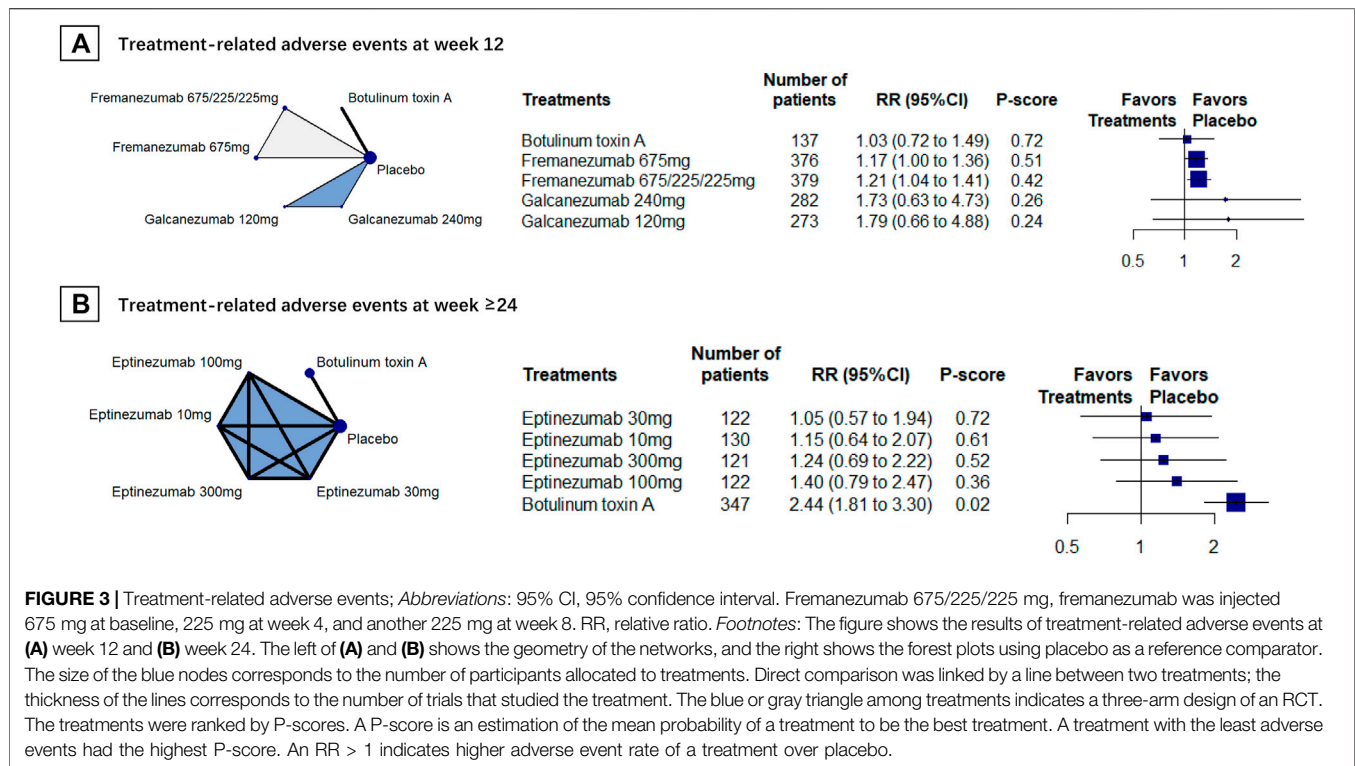 A Treatment-related adverse events at week 12
Fremanezumab 675/225/225mg
Botulinum toxin A
Fremanezumab 675mg
Placebo
Galcanezumab 120mg
Galcanezumab 240mg
Treatments Number of patients RR (95%CI) P-score Favors Treatments Favors Placebo
Botulinum toxin A 137 1.03 (0.72 to 1.49) 0.72
Fremanezumab 675mg 376 1.17 (1.00 to 1.36) 0.51
Fremanezumab 675/225/225mg 379 1.21 (1.04 to 1.41) 0.42
Galcanezumab 240mg 282 1.73 (0.63 to 4.73) 0.26
Galcanezumab 120mg 273 1.79 (0.66 to 4.88) 0.24
0.5 1 2
B Treatment-related adverse events at week ≥24
Eptinezumab 100mg
Botulinum toxin A
Eptinezumab 10mg
Placebo
Eptinezumab 300mg
Eptinezumab 30mg
Treatments Number of patients RR (95%CI) P-score Favors Treatments Favors Placebo
Eptinezumab 30mg 122 1.05 (0.57 to 1.94) 0.72
Eptinezumab 10mg 130 1.15 (0.64 to 2.07) 0.61
Eptinezumab 300mg 121 1.24 (0.69 to 2.22) 0.52
Eptinezumab 100mg 122 1.40 (0.79 to 2.47) 0.36
Botulinum toxin A 347 2.44 (1.81 to 3.30) 0.02
0.5 1 2
FIGURE 3 | Treatment-related adverse events; Abbreviations: 95% CI, 95% confidence interval. Fremanezumab 675/225/225 mg, fremanezumab was injected
675 mg at baseline, 225 mg at week 4, and another 225 mg at week 8. RR, relative ratio. Footnotes: The figure shows the results of treatment-related adverse events at
(A) week 12 and (B) week 24. The left of (A) and (B) shows the geometry of the networks, and the right shows the forest plots using placebo as a reference comparator.
The size of the blue nodes corresponds to the number of participants allocated to treatments. Direct comparison was linked by a line between two treatments; the
thickness of the lines corresponds to the number of trials that studied the treatment. The blue or gray triangle among treatments indicates a three-arm design of an RCT.
The treatments were ranked by P-scores. A P-score is an estimation of the mean probability of a treatment to be the best treatment. A treatment with the least adverse
events had the highest P-score. An RR > 1 indicates higher adverse event rate of a treatment over placebo.